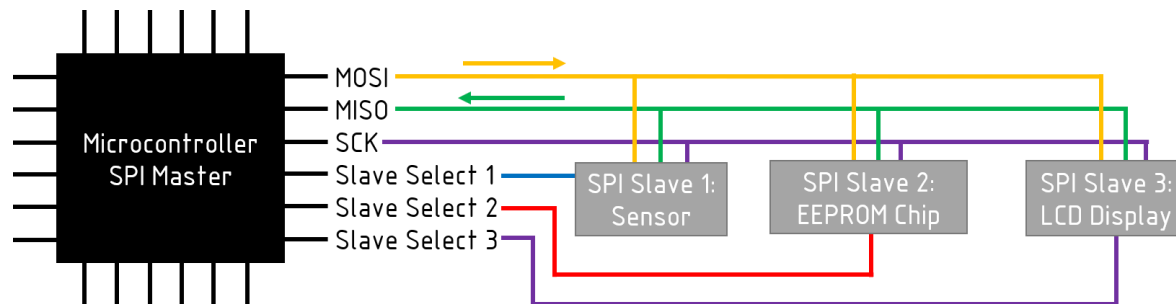 Microcontroller
SPI Master
MOSI
MISO
SCK
Slave Select 1
Slave Select 2
Slave Select 3
SPI Slave 1:
Sensor
SPI Slave 2:
EEPROM Chip
SPI Slave 3:
LCD Display